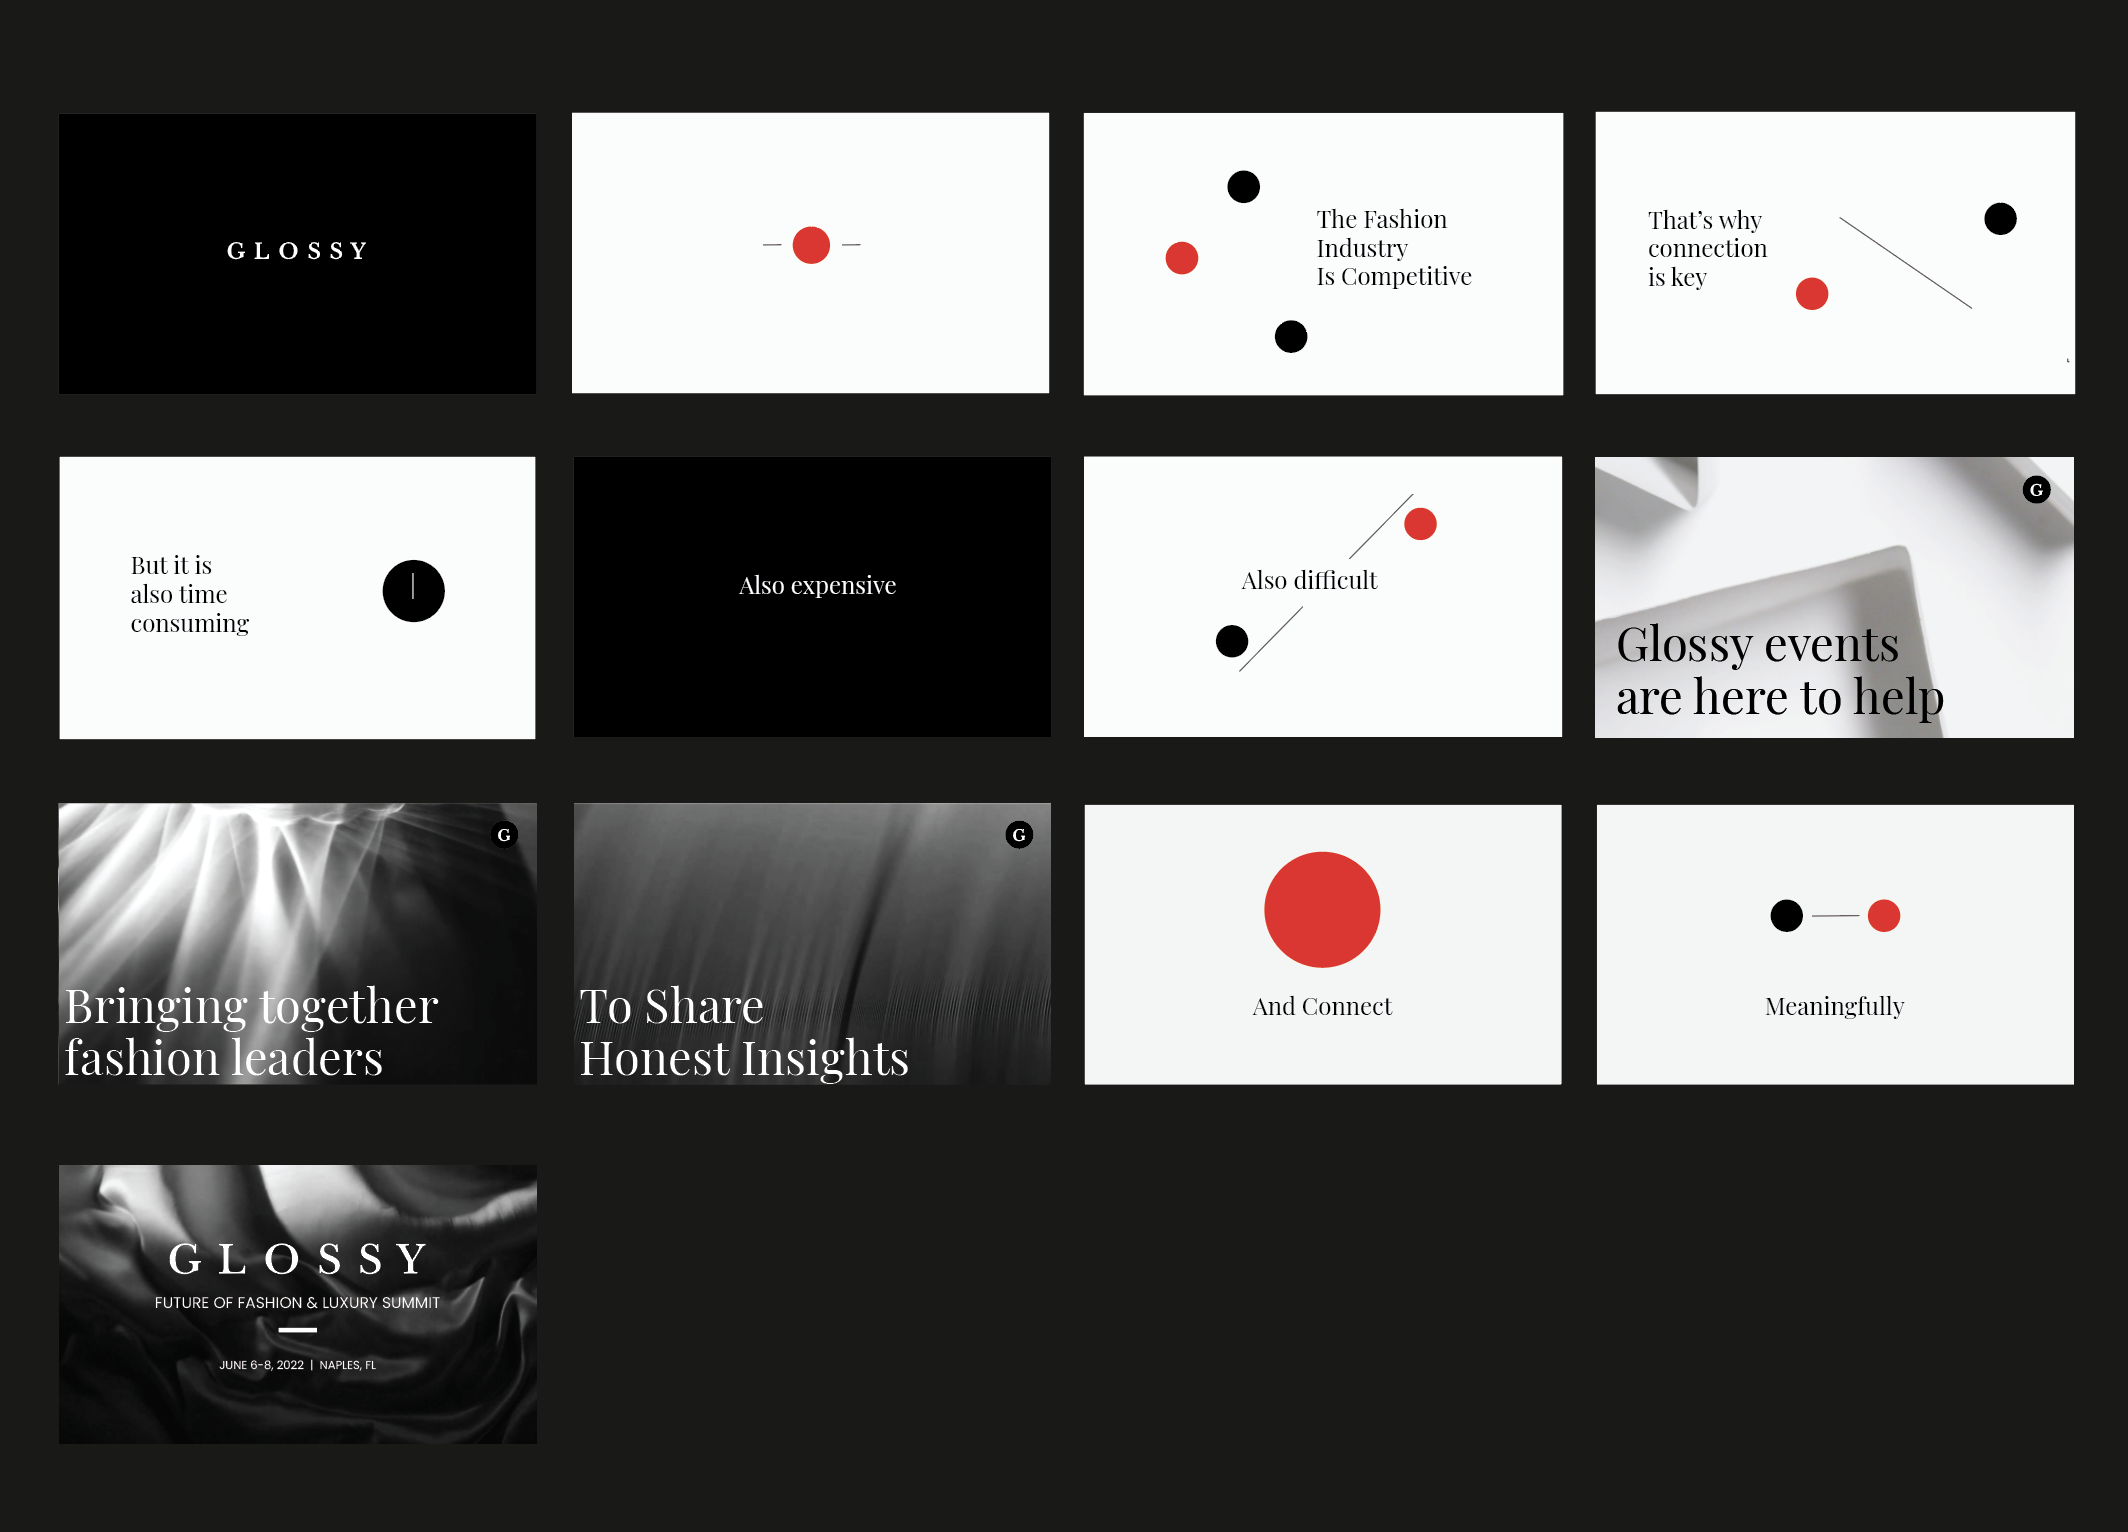 GLOSSY
The Fashion
Industry
Is Competitive
That's why
connection
is key
But it is
also time
consuming
Also expensive
Also difficult
G
Glossy events
are here to help
G
Bringing together
fashion leaders
G
To Share
Honest Insights
And Connect
Meaningfully
GLOSSY
FUTURE OF FASHION & LUXURY SUMMIT
JUNE 6-8, 2022 | NAPLES, FL